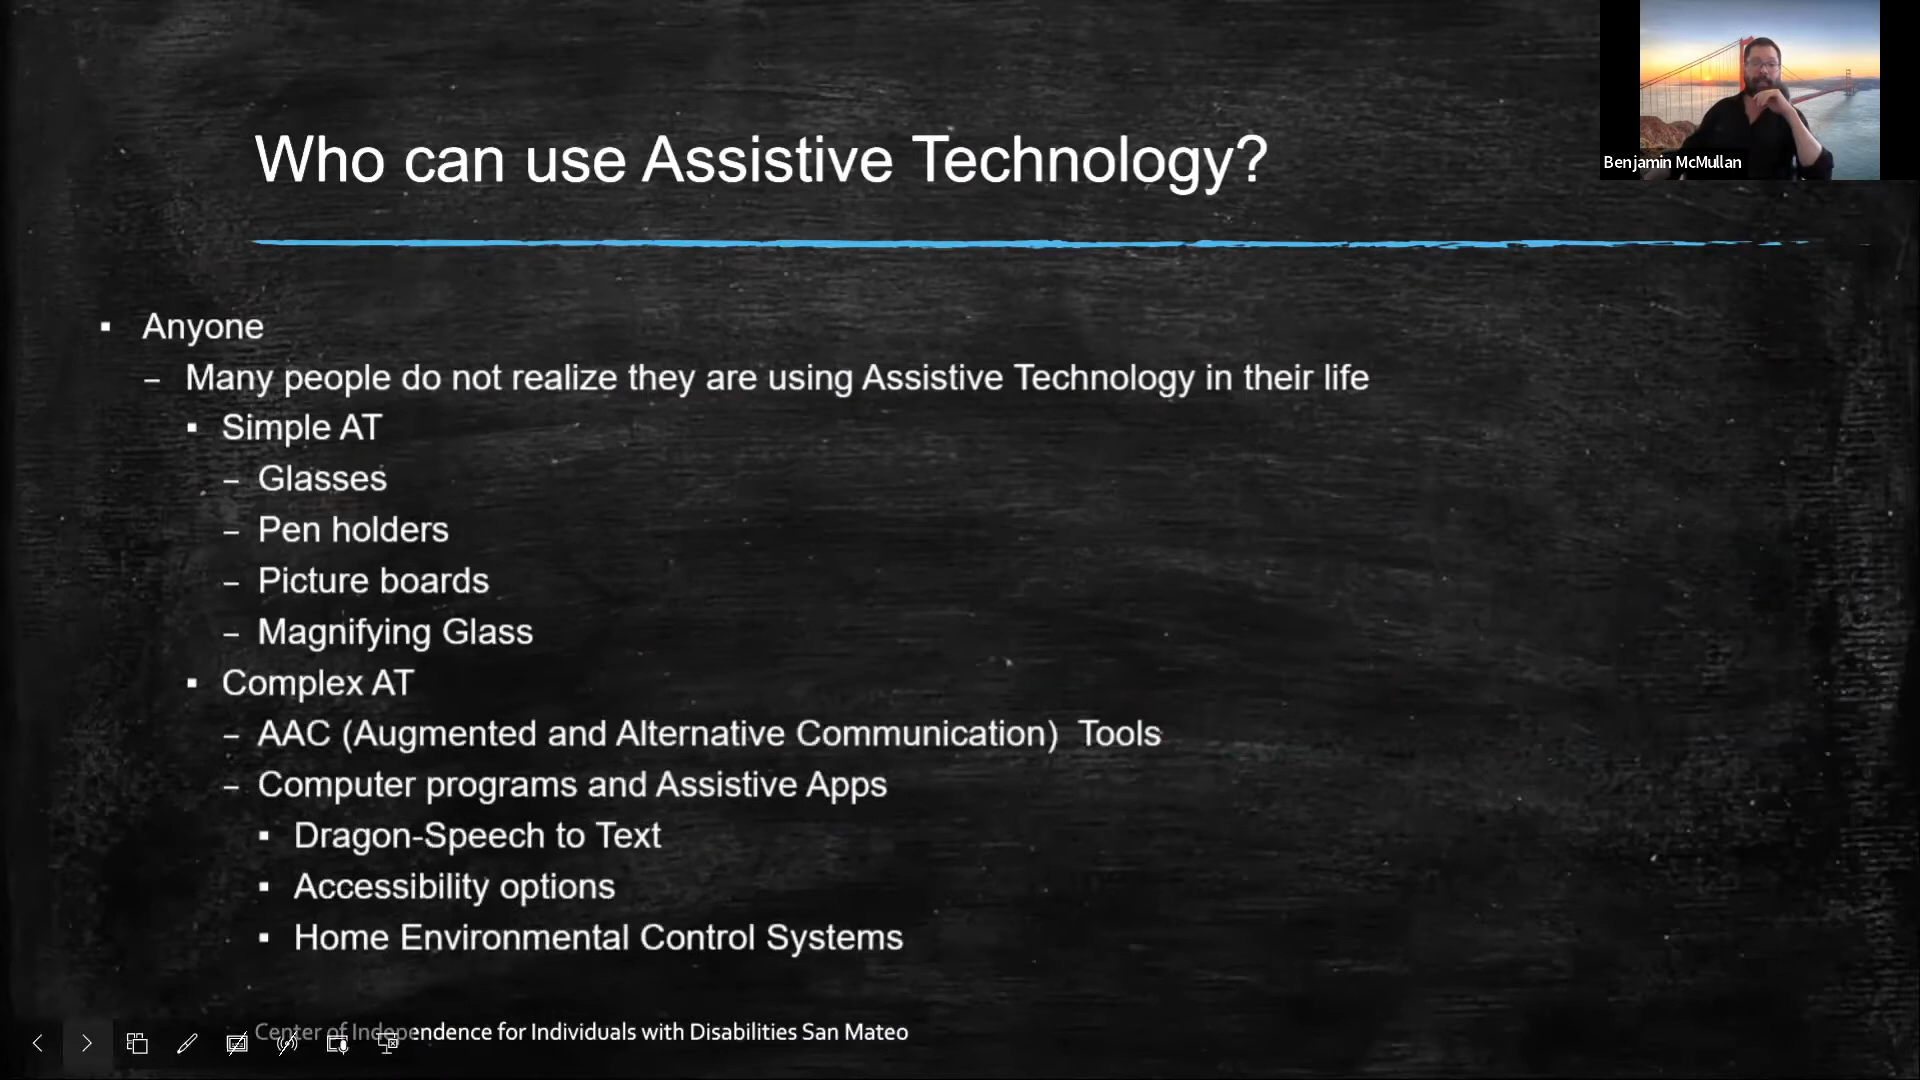 Who can use Assistive Technology?
Benjamin McMullan
▪ Anyone
– Many people do not realize they are using Assistive Technology in their life
▪ Simple AT
– Glasses
– Pen holders
– Picture boards
– Magnifying Glass
▪ Complex AT
– AAC (Augmented and Alternative Communication)  Tools
– Computer programs and Assistive Apps
▪ Dragon-Speech to Text
▪ Accessibility options
▪ Home Environmental Control Systems
Center of Independence for Individuals with Disabilities San Mateo